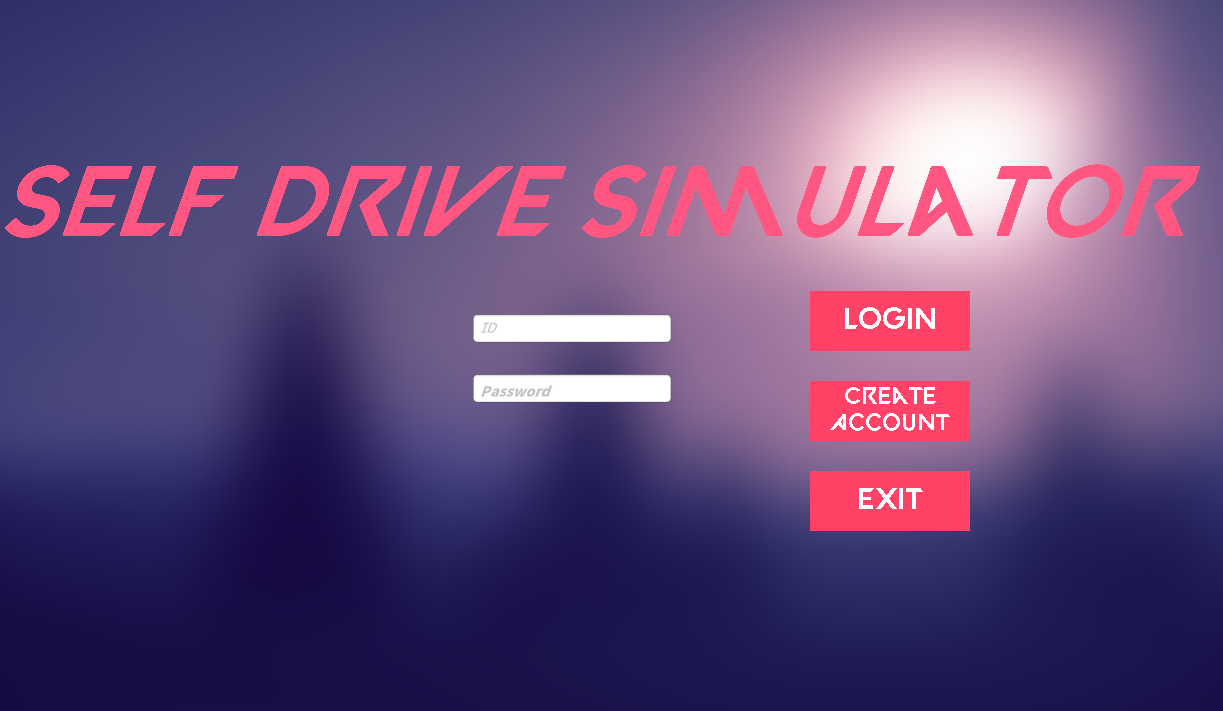 SELF DRIVE SIMULATOR
ID
Password
LOGIN
CREATE
ACCOUNT
EXIT